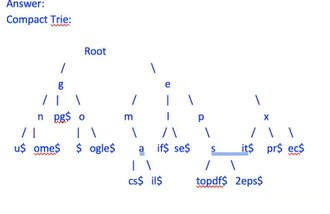 Answer:
Compact Trie:
Root
/ \
g e
/ | \ / | \ \
n pg$ o m l p x
/ | | \ | / \ / \ / \
u$ ome$ $ ogle$ a if$ se$ s it$ pr$ ec$
| \ / \
cs$ il$ topdf$ 2eps$